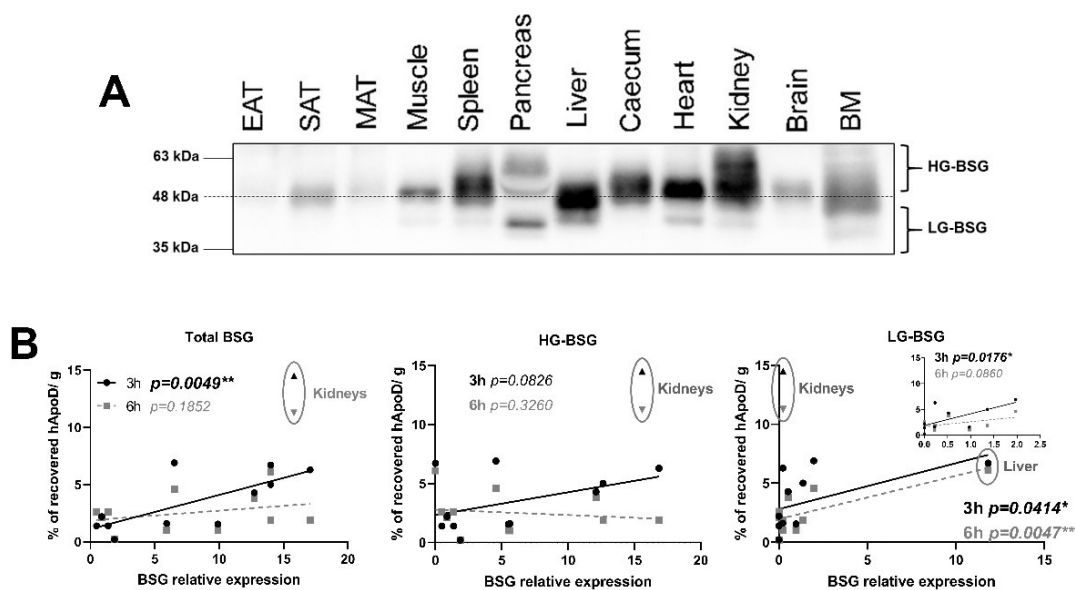 A
EAT SAT MAT Muscle Spleen Pancreas Liver Caecum Heart Kidney Brain BM
63 kDa
HG-BSG
48 kDa
LG-BSG
35 kDa
B
Total BSG
% of recovered hApoD/ g
15
10
5
0
3h p=0.0049**
6h p=0.1852
Kidneys
0 5 10 15 20
BSG relative expression
HG-BSG
% of recovered hApoD/ g
15
10
5
0
3h p=0.0826
6h p=0.3260
Kidneys
0 5 10 15 20
BSG relative expression
LG-BSG
% of recovered hApoD/ g
15
10
5
0
Kidneys
3h p=0.0176*
6h p=0.0860
15
10
5
0
0.0 0.5 1.0 1.5 2.0 2.5
Liver
3h p=0.0414*
6h p=0.0047**
0 5 10 15
BSG relative expression